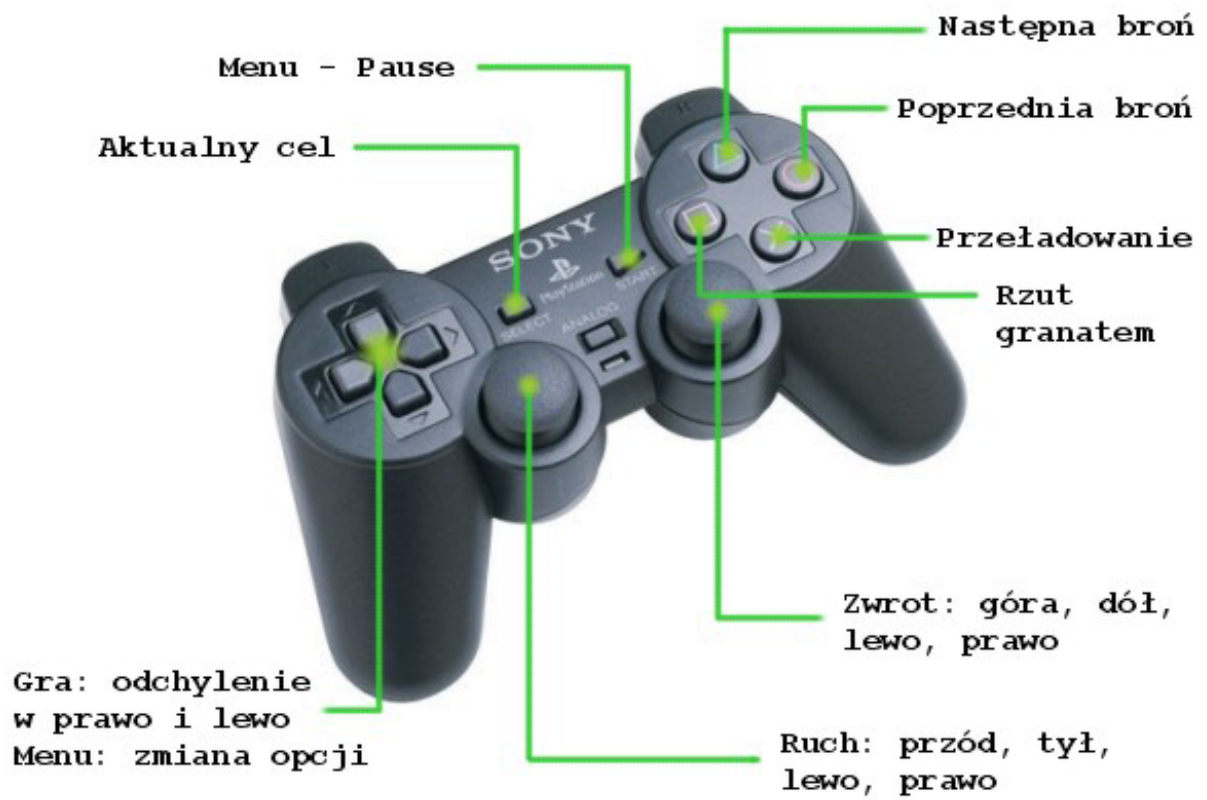 Następna broń
Menu - Pause
Poprzednia broń
Aktualny cel
SONY
Przeładowanie
PlayStation
START
SELECT
ANALOG
Rzut
granatem
Zwrot: góra, dół,
lewo, prawo
Gra: odchylenie
w prawo i lewo
Menu: zmiana opcji
Ruch: przód, tył,
lewo, prawo